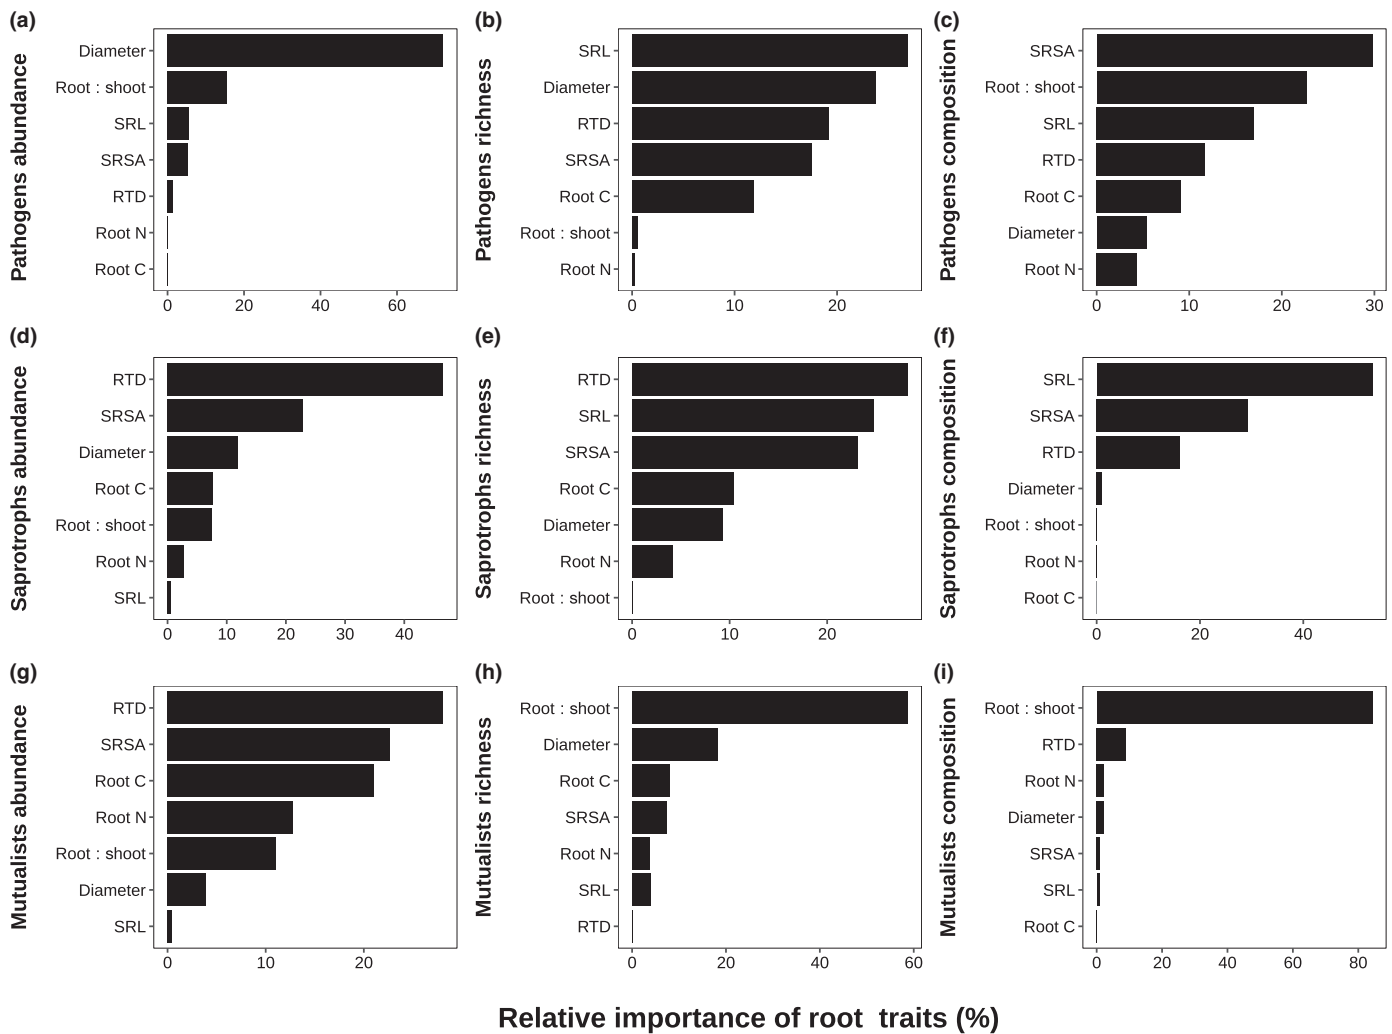 (a)
Pathogens abundance
Diameter
Root : shoot
SRL
SRSA
RTD
Root N
Root C
0 20 40 60
(b)
Pathogens richness
SRL
Diameter
RTD
SRSA
Root C
Root : shoot
Root N
0 10 20
(c)
Pathogens composition
SRSA
Root : shoot
SRL
RTD
Root C
Diameter
Root N
0 10 20 30
(d)
Saprotrophs abundance
RTD
SRSA
Diameter
Root C
Root : shoot
Root N
SRL
0 10 20 30 40
(e)
Saprotrophs richness
RTD
SRL
SRSA
Root C
Diameter
Root N
Root : shoot
0 10 20
(f)
Saprotrophs composition
SRL
SRSA
RTD
Diameter
Root : shoot
Root N
Root C
0 20 40
(g)
Mutualists abundance
RTD
SRSA
Root C
Root N
Root : shoot
Diameter
SRL
0 10 20
(h)
Mutualists richness
Root : shoot
Diameter
Root C
SRSA
Root N
SRL
RTD
0 20 40 60
(i)
Mutualists composition
Root : shoot
RTD
Root N
Diameter
SRSA
SRL
Root C
0 20 40 60 80
Relative importance of root traits (%)